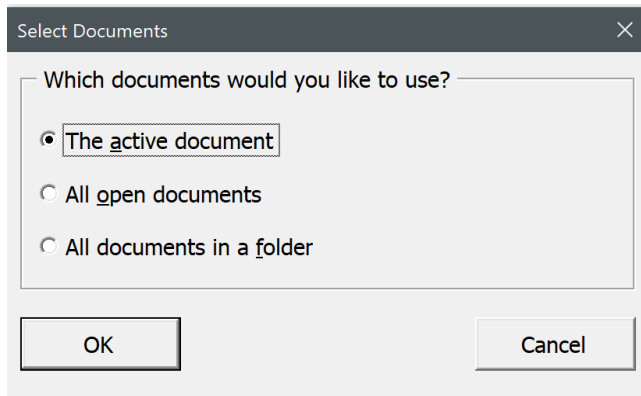 Select Documents
Which documents would you like to use?
The active document
All open documents
All documents in a folder
OK
Cancel